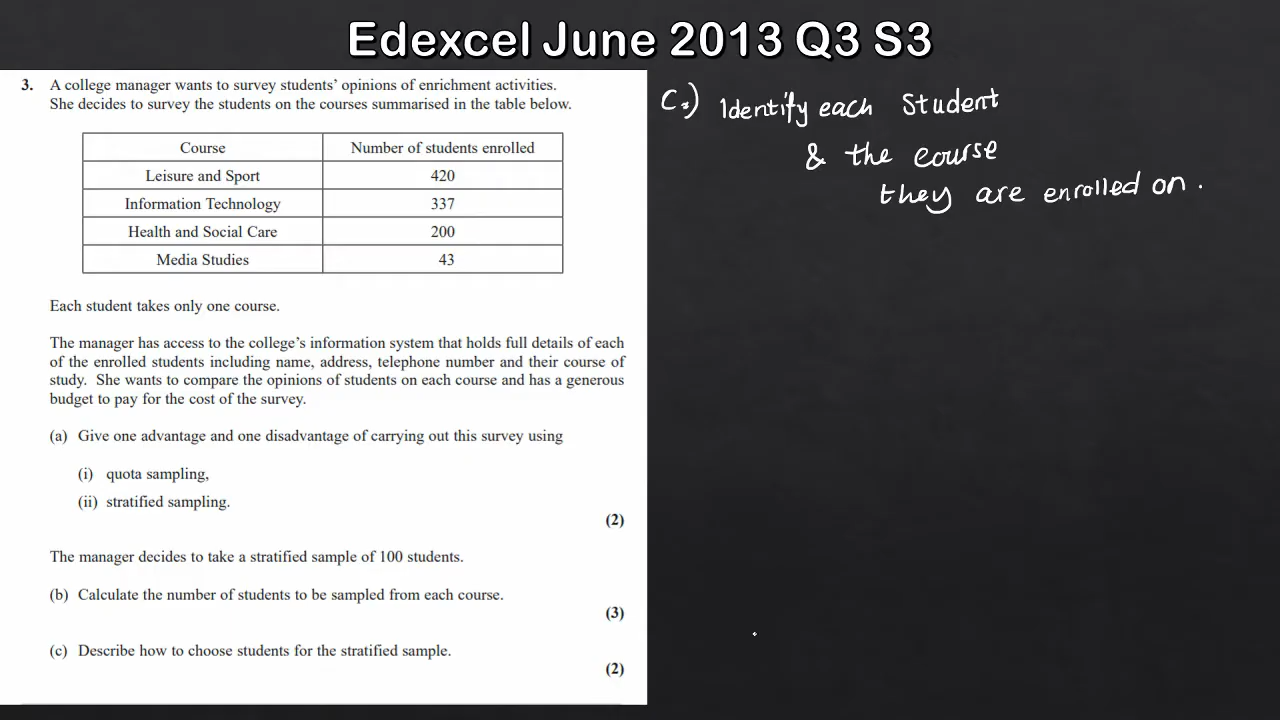 Edexcel June 2013 Q3 S3
3. A college manager wants to survey students' opinions of enrichment activities.
She decides to survey the students on the courses summarised in the table below.
Course Number of students enrolled
Leisure and Sport 420
Information Technology 337
Health and Social Care 200
Media Studies 43
Each student takes only one course.
The manager has access to the college's information system that holds full details of each
of the enrolled students including name, address, telephone number and their course of
study. She wants to compare the opinions of students on each course and has a generous
budget to pay for the cost of the survey.
(a) Give one advantage and one disadvantage of carrying out this survey using
(i) quota sampling,
(ii) stratified sampling.
(2)
The manager decides to take a stratified sample of 100 students.
(b) Calculate the number of students to be sampled from each course.
(3)
(c) Describe how to choose students for the stratified sample.
(2)
C.) Identify each Student
& the course
they are enrolled on.